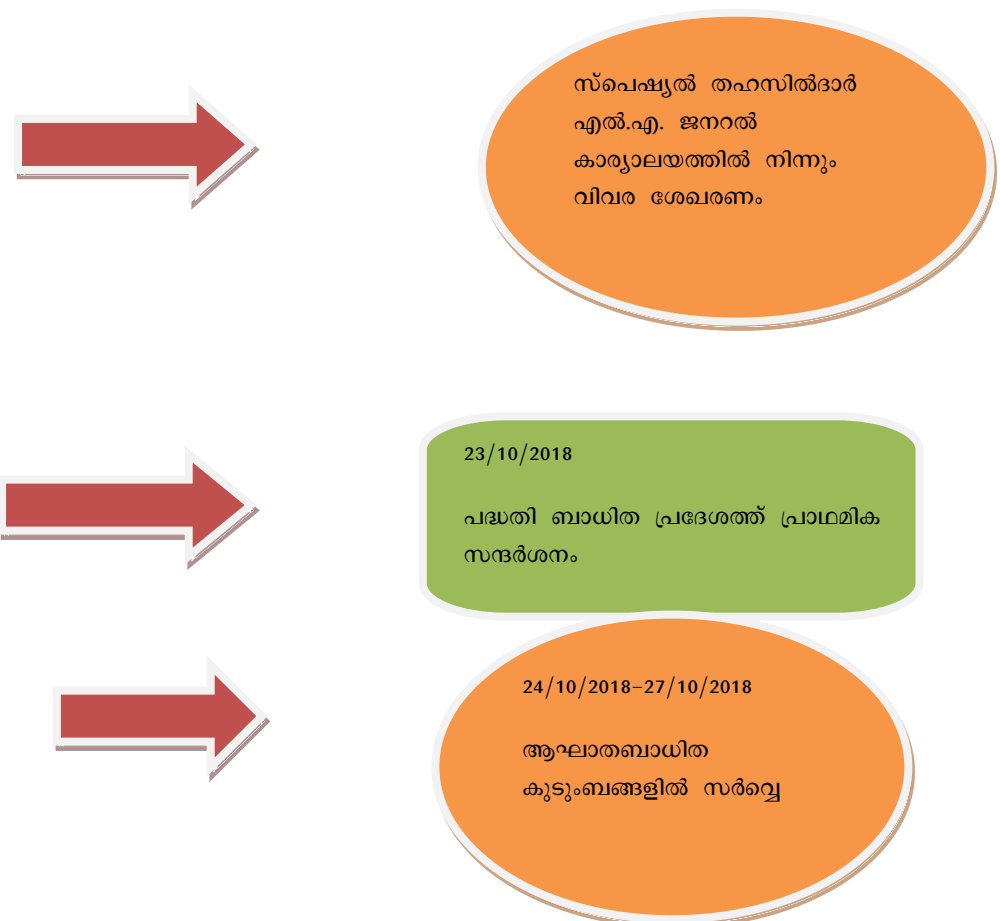 സ്പെഷ്യൽ തഹസിൽദാർ
എൽ.എ. ജനറൽ
കാര്യാലയത്തിൽ നിന്നും
വിവര ശേഖരണം
23/10/2018
പദ്ധതി ബാധിത പ്രദേശത്ത് പ്രാഥമിക
സന്ദർശനം
24/10/2018-27/10/2018
ആഘാതബാധിത
കുടുംബങ്ങളിൽ സർവ്വെ